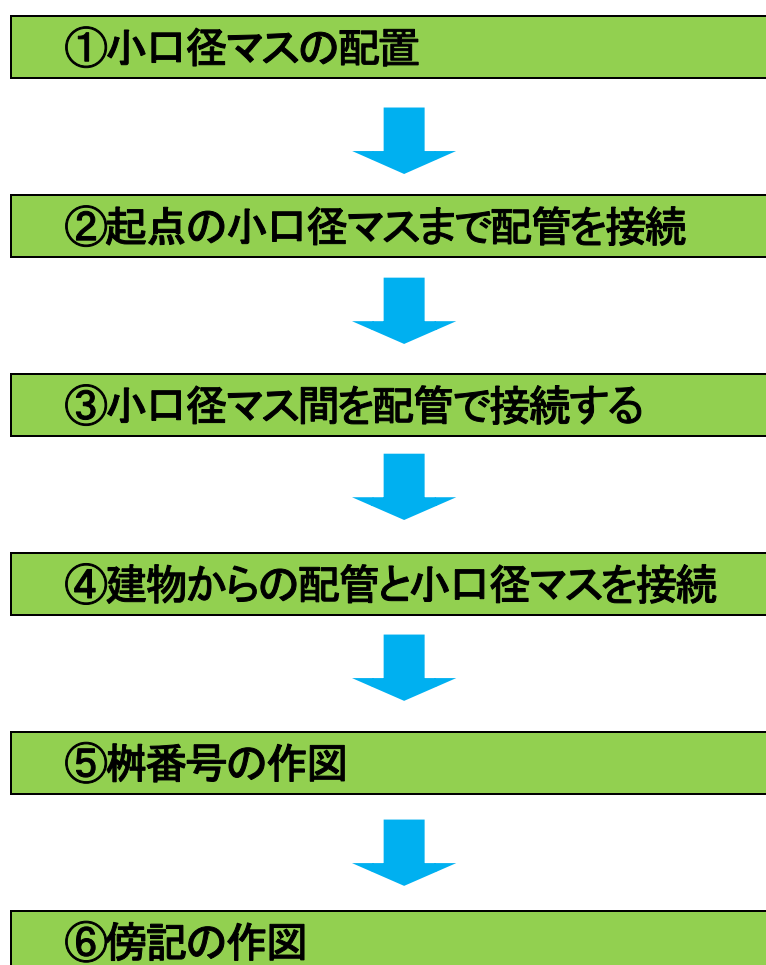 ①小口径マスの配置
②起点の小口径マスまで配管を接続
③小口径マス間を配管で接続する
④建物からの配管と小口径マスを接続
⑤桝番号の作図
⑥傍記の作図